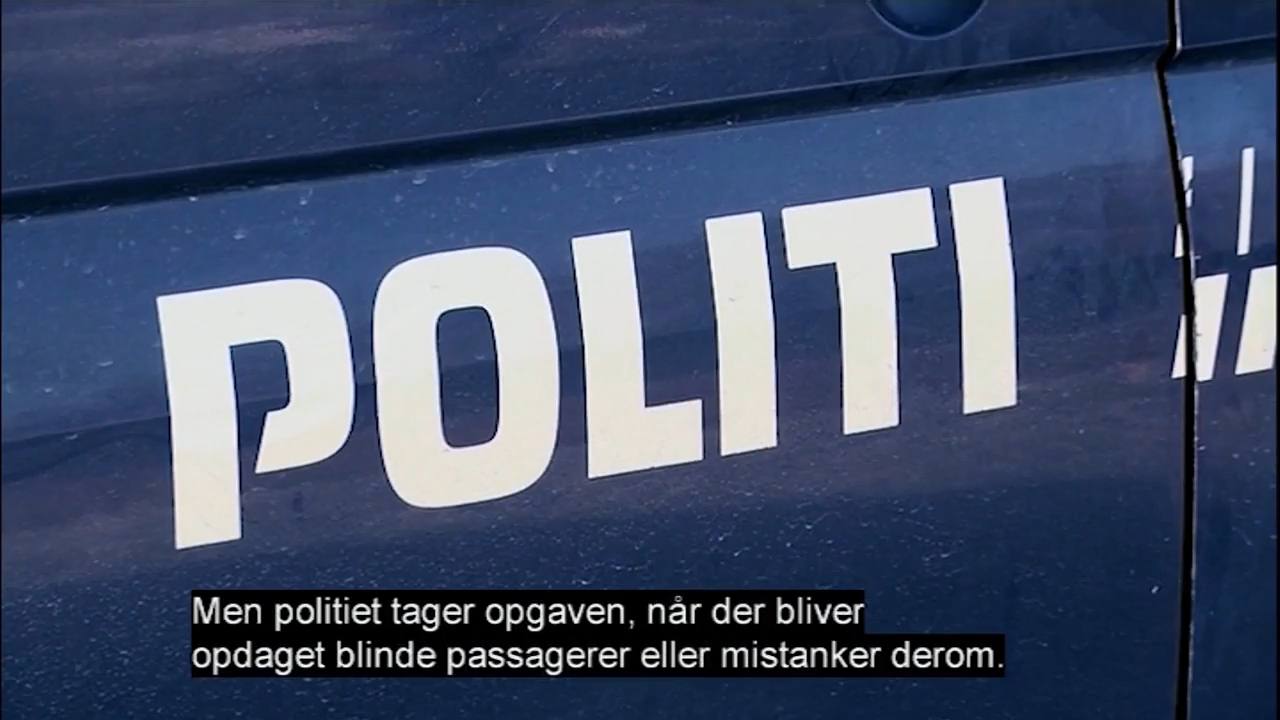 POLITI
Men politiet tager opgaven, når der bliver
opdaget blinde passagerer eller mistanker derom.